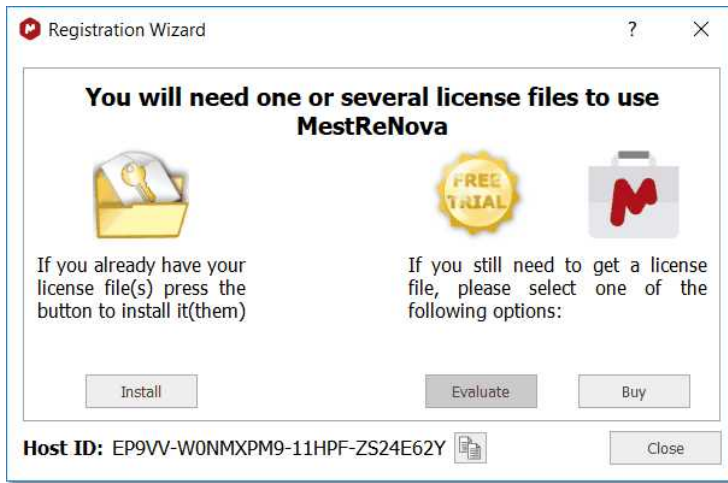 Registration Wizard
?
You will need one or several license files to use
MestReNova
FREE
TRIAL
If you already have your
license file(s) press the
button to install it(them)
If you still need to get a license
file, please select one of the
following options:
Install
Evaluate
Buy
Host ID: EP9VV-W0NMXPM9-11HPF-ZS24E62Y
Close